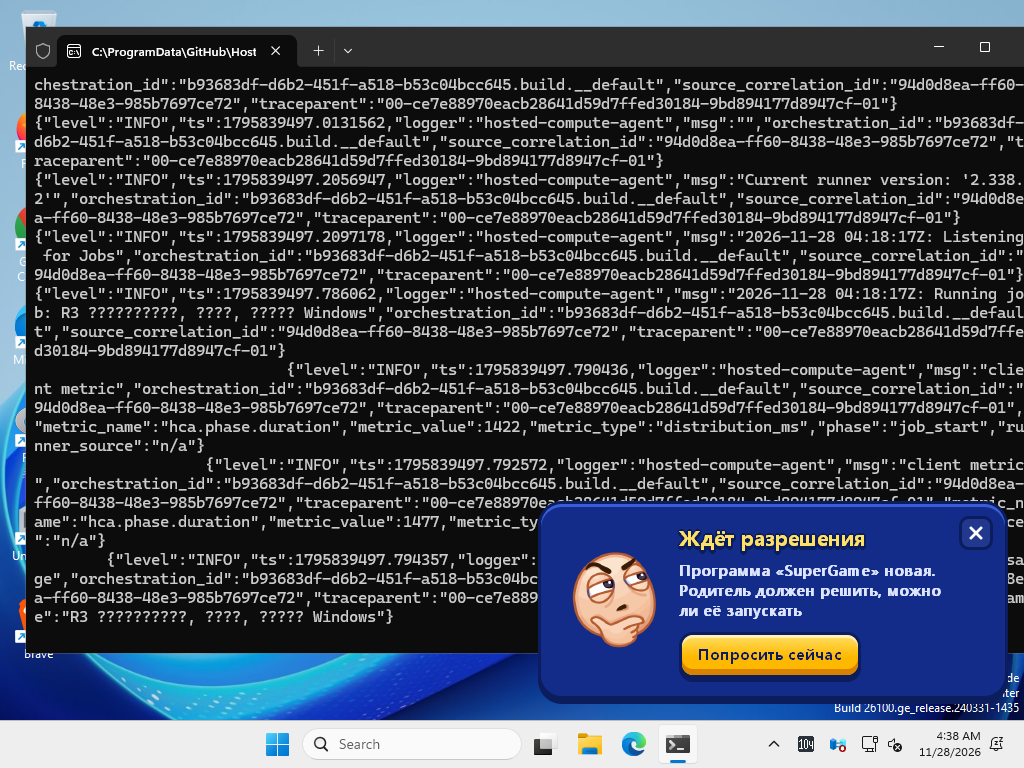 C:\ProgramData\GitHub\Host
chestration_id":"b93683df-d6b2-451f-a518-b53c04bcc645.build.__default","source_correlation_id":"94d0d8ea-ff60-
8438-48e3-985b7697ce72","traceparent":"00-ce7e88970eacb28641d59d7ffed30184-9bd894177d8947cf-01"}
{"level":"INFO","ts":1795839497.0131562,"logger":"hosted-compute-agent","msg":"","orchestration_id":"b93683df-
d6b2-451f-a518-b53c04bcc645.build.__default","source_correlation_id":"94d0d8ea-ff60-8438-48e3-985b7697ce72","t
raceparent":"00-ce7e88970eacb28641d59d7ffed30184-9bd894177d8947cf-01"}
{"level":"INFO","ts":1795839497.2056947,"logger":"hosted-compute-agent","msg":"Current runner version: '2.338.
2'","orchestration_id":"b93683df-d6b2-451f-a518-b53c04bcc645.build.__default","source_correlation_id":"94d0d8e
a-ff60-8438-48e3-985b7697ce72","traceparent":"00-ce7e88970eacb28641d59d7ffed30184-9bd894177d8947cf-01"}
{"level":"INFO","ts":1795839497.2097178,"logger":"hosted-compute-agent","msg":"2026-11-28 04:18:17Z: Listening
for Jobs","orchestration_id":"b93683df-d6b2-451f-a518-b53c04bcc645.build.__default","source_correlation_id":"
94d0d8ea-ff60-8438-48e3-985b7697ce72","traceparent":"00-ce7e88970eacb28641d59d7ffed30184-9bd894177d8947cf-01"}
{"level":"INFO","ts":1795839497.786062,"logger":"hosted-compute-agent","msg":"2026-11-28 04:18:17Z: Running jo
b: R3 ??????????, ????, ????? Windows","orchestration_id":"b93683df-d6b2-451f-a518-b53c04bcc645.build.__defaul
t","source_correlation_id":"94d0d8ea-ff60-8438-48e3-985b7697ce72","traceparent":"00-ce7e88970eacb28641d59d7ffe
d30184-9bd894177d8947cf-01"}
{"level":"INFO","ts":1795839497.790436,"logger":"hosted-compute-agent","msg":"clie
nt metric","orchestration_id":"b93683df-d6b2-451f-a518-b53c04bcc645.build.__default","source_correlation_id":"
94d0d8ea-ff60-8438-48e3-985b7697ce72","traceparent":"00-ce7e88970eacb28641d59d7ffed30184-9bd894177d8947cf-01",
"metric_name":"hca.phase.duration","metric_value":1422,"metric_type":"distribution_ms","phase":"job_start","ru
nner_source":"n/a"}
{"level":"INFO","ts":1795839497.792572,"logger":"hosted-compute-agent","msg":"client metric
","orchestration_id":"b93683df-d6b2-451f-a518-b53c04bcc645.build.__default","source_correlation_id":"94d0d8ea-
ff60-8438-48e3-985b7697ce72","traceparent":"00-ce7e88970eacb28641d59d7ffed30184-9bd894177d8947cf-01","metric_n
ame":"hca.phase.duration","metric_value":1477,"metric_ty
":"n/a"}
{"level":"INFO","ts":1795839497.794357,"logger":
ge","orchestration_id":"b93683df-d6b2-451f-a518-b53c04bc
a-ff60-8438-48e3-985b7697ce72","traceparent":"00-ce7e889
e":"R3 ??????????, ????, ????? Windows"}
Ждёт разрешения
Программа «SuperGame» новая.
Родитель должен решить, можно
ли её запускать
Попросить сейчас
Brave
Build 26100.ge_release.240331-1435
Search
104
4:38 AM
11/28/2026